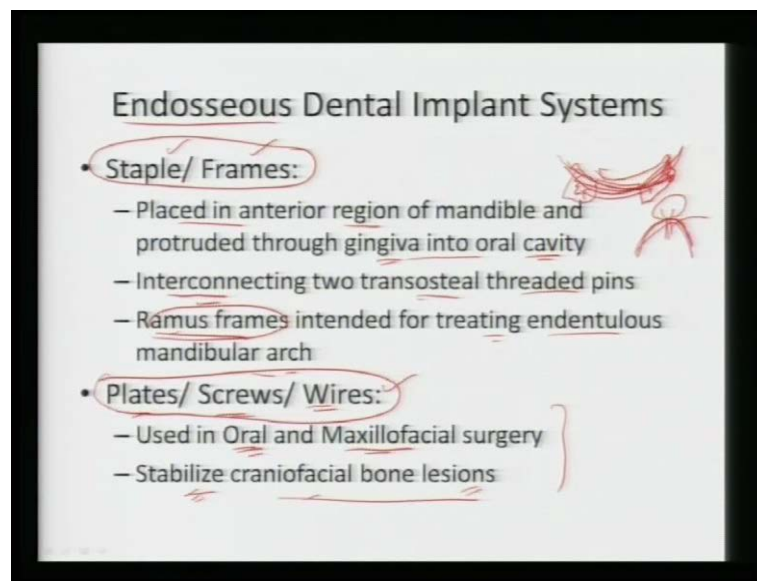 Endosseous Dental Implant Systems
• Staple/ Frames:
– Placed in anterior region of mandible and
protruded through gingiva into oral cavity
– Interconnecting two transosteal threaded pins
– Ramus frames intended for treating endentulous
mandibular arch
• Plates/ Screws/ Wires:
– Used in Oral and Maxillofacial surgery
– Stabilize craniofacial bone lesions